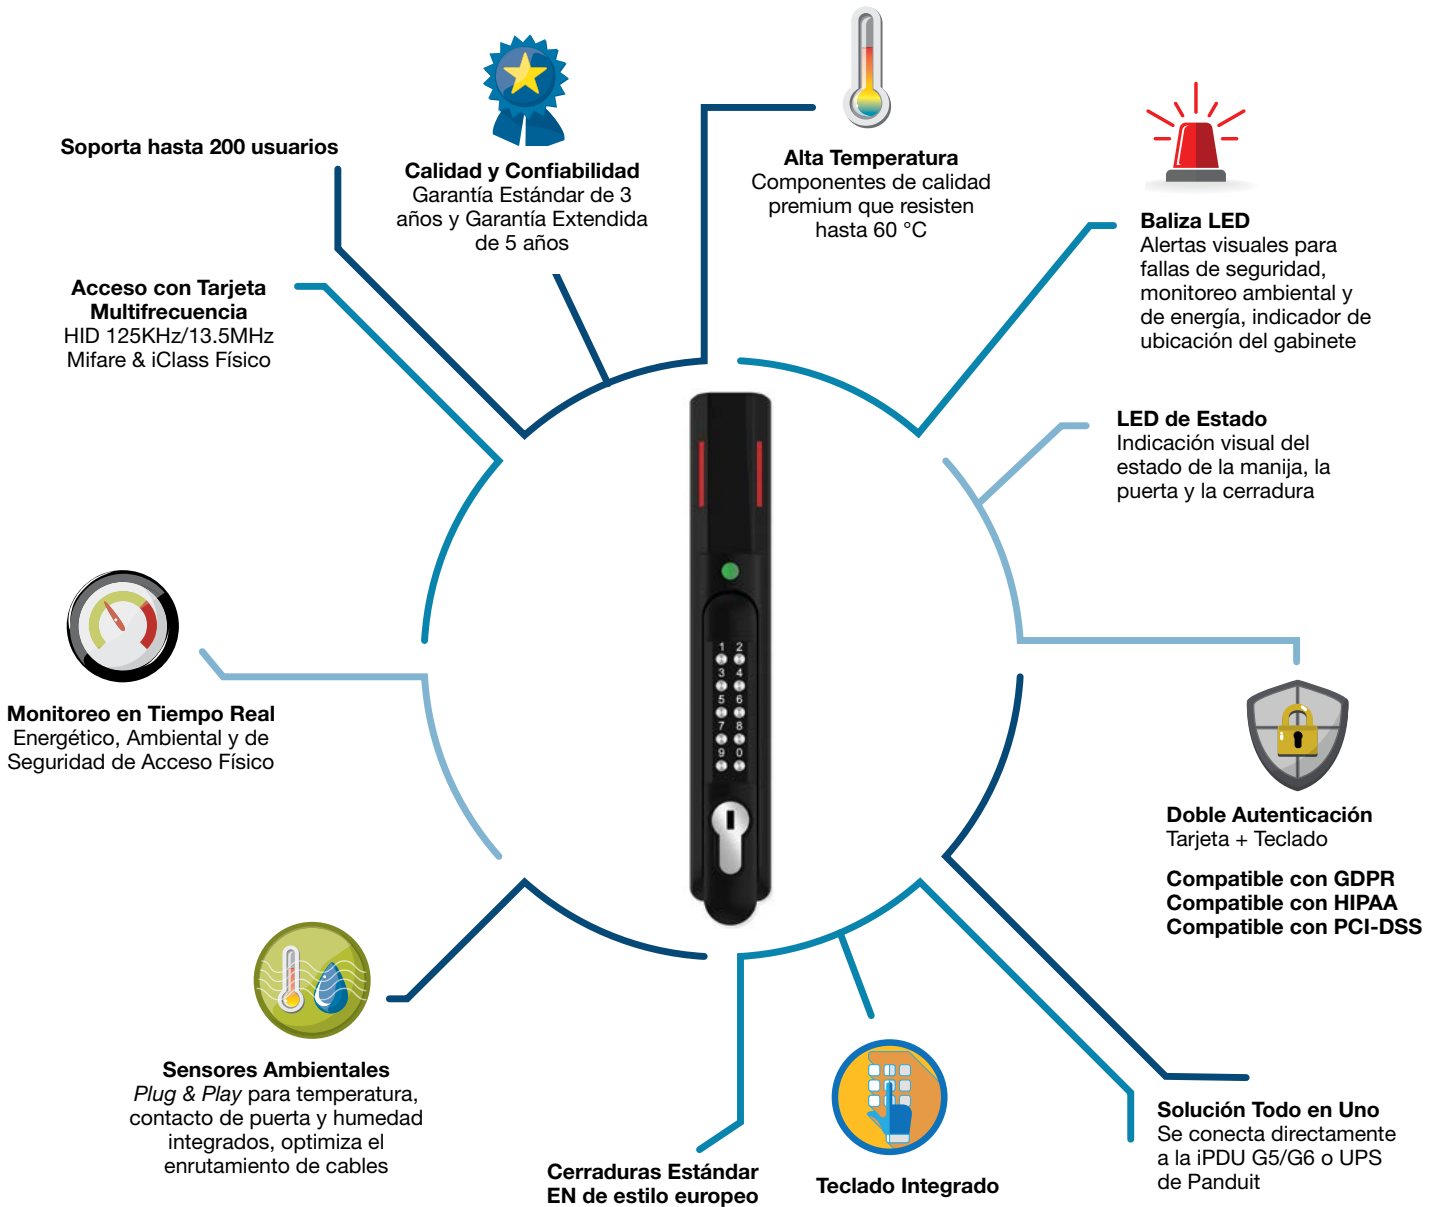 Soporta hasta 200 usuarios
Calidad y Confiabilidad
Garantía Estándar de 3
años y Garantía Extendida
de 5 años
Alta Temperatura
Componentes de calidad
premium que resisten
hasta 60 °C
Baliza LED
Alertas visuales para
fallas de seguridad,
monitoreo ambiental y
de energía, indicador de
ubicación del gabinete
Acceso con Tarjeta
Multifrecuencia
HID 125KHz/13.5MHz
Mifare & iClass Físico
LED de Estado
Indicación visual del
estado de la manija, la
puerta y la cerradura
1 2
3 4
5 6
7 8
9 0
Monitoreo en Tiempo Real
Energético, Ambiental y de
Seguridad de Acceso Físico
Doble Autenticación
Tarjeta + Teclado
Compatible con GDPR
Compatible con HIPAA
Compatible con PCI-DSS
Sensores Ambientales
Plug & Play para temperatura,
contacto de puerta y humedad
integrados, optimiza el
enrutamiento de cables
Cerraduras Estándar
EN de estilo europeo
Teclado Integrado
Solución Todo en Uno
Se conecta directamente
a la iPDU G5/G6 o UPS
de Panduit